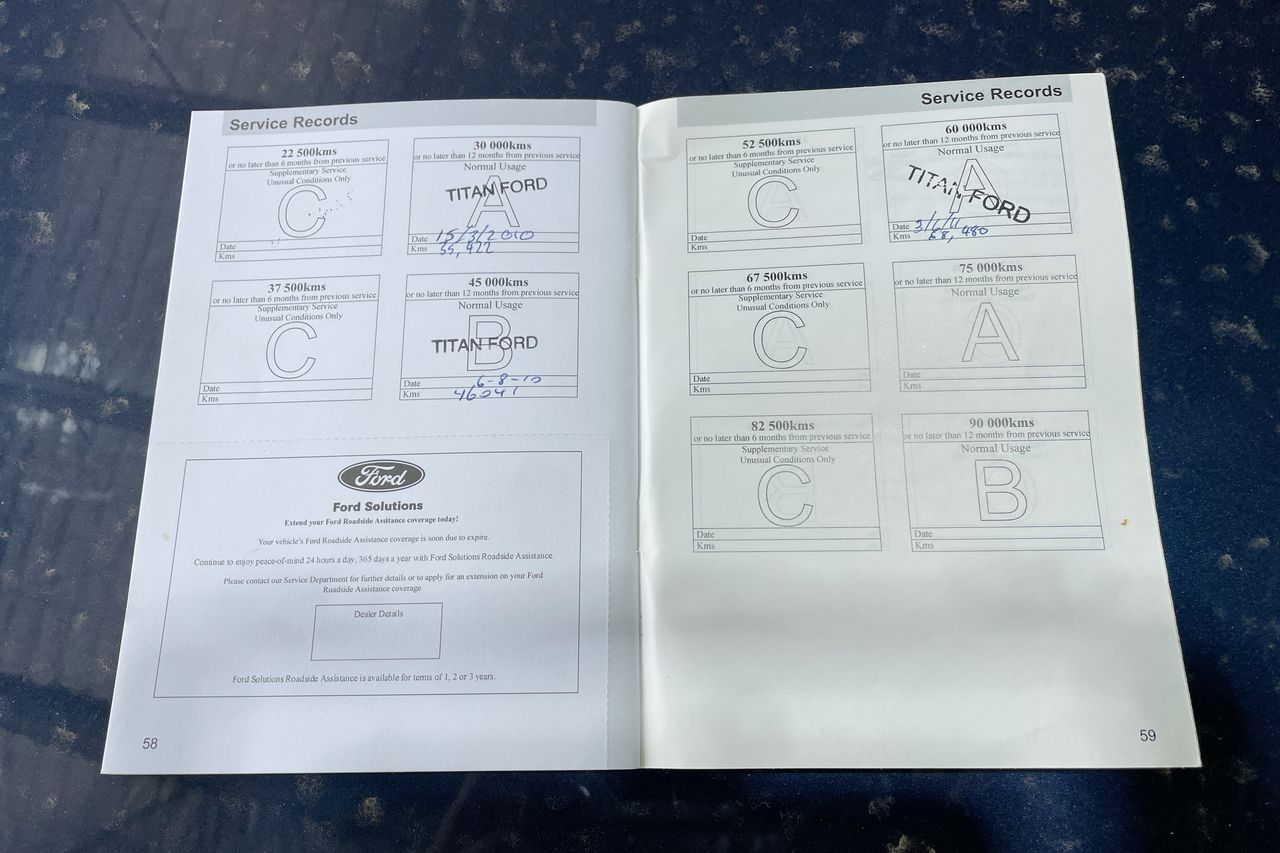 Service Records
22 500kms
or no later than 6 months from previous service
Supplementary Service
Unusual Conditions Only
C
Date
Kms
30 000kms
or no later than 12 months from previous service
Normal Usage
TITAN FORD
A
Date 15/3/2010
Kms 35,422
37 500kms
or no later than 6 months from previous service
Supplementary Service
Unusual Conditions Only
C
Date
Kms
45 000kms
or no later than 12 months from previous service
Normal Usage
B
TITAN FORD
Date 6-8-10
Kms 46041
Ford
Ford Solutions
Extend your Ford Roadside Assitance coverage today!
Your vehicle's Ford Roadside Assistance coverage is soon due to expire.
Continue to enjoy peace-of-mind 24 hours a day, 365 days a year with Ford Solutions Roadside Assistance.
Please contact our Service Department for further details or to apply for an extension on your Ford
Roadside Assistance coverage
Dealer Details
Ford Solutions Roadside Assistance is available for terms of 1, 2 or 3 years.
58
Service Records
52 500kms
or no later than 6 months from previous service
Supplementary Service
Unusual Conditions Only
C
Date
Kms
60 000kms
or no later than 12 months from previous service
Normal Usage
A
TITAN FORD
Date 3/6/11
Kms 68,480
67 500kms
or no later than 6 months from previous service
Supplementary Service
Unusual Conditions Only
C
Date
Kms
75 000kms
or no later than 12 months from previous service
Normal Usage
A
Date
Kms
82 500kms
or no later than 6 months from previous service
Supplementary Service
Unusual Conditions Only
C
Date
Kms
90 000kms
or no later than 12 months from previous service
Normal Usage
B
Date
Kms
59